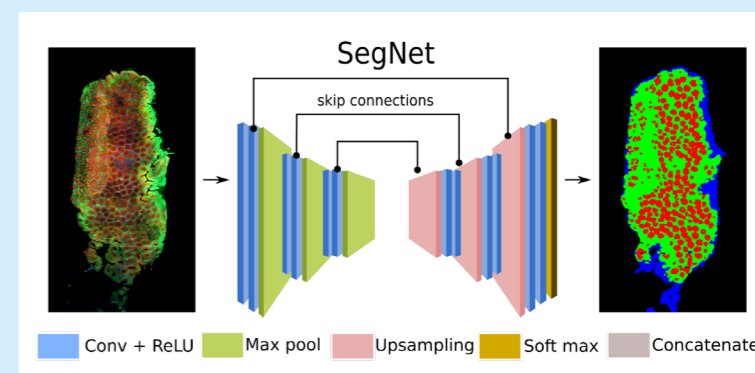 SegNet
skip connections
Conv + ReLU Max pool Upsampling Soft max Concatenate